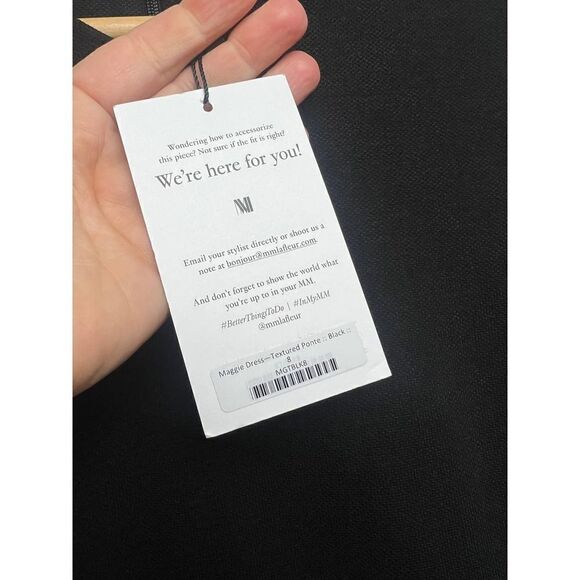 Wondering how to accessorize
this piece? Not sure if the fit is right?
We're here for you!
MM
Email your stylist directly or shoot us a
note at bonjour@mmlafleur.com.
And don't forget to show the world what
you're up to in your MM.
#BetterThingsToDo | #InMyMM
@mmlafleur
Maggie Dress—Textured Ponte :: Black ::
8
MGTBLK8